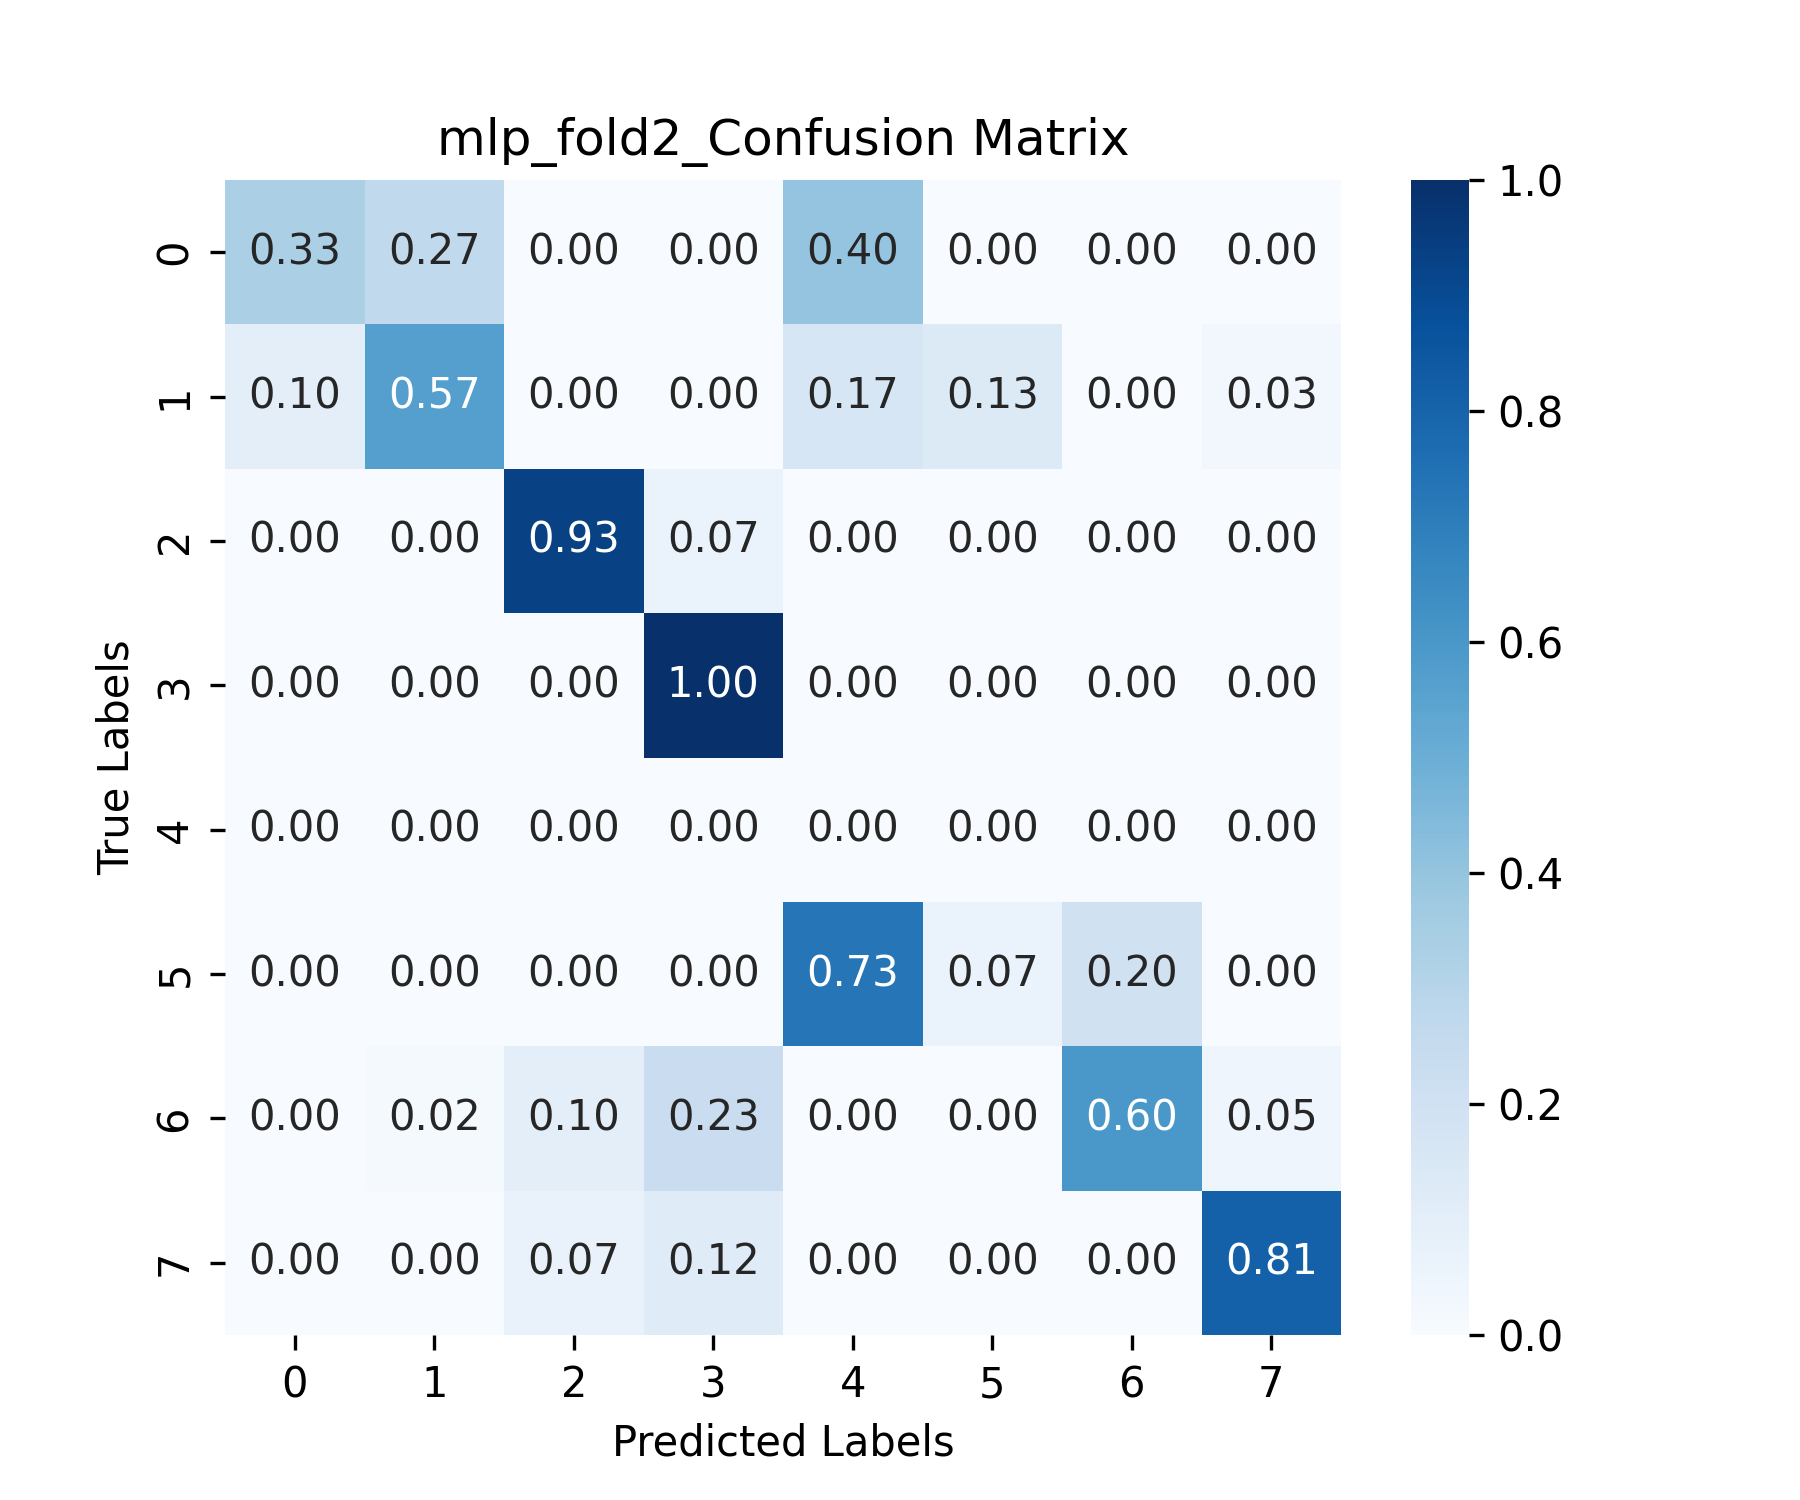 mlp_fold2_Confusion Matrix
0 0.33 0.27 0.00 0.00 0.40 0.00 0.00 0.00
1 0.10 0.57 0.00 0.00 0.17 0.13 0.00 0.03
2 0.00 0.00 0.93 0.07 0.00 0.00 0.00 0.00
3 0.00 0.00 0.00 1.00 0.00 0.00 0.00 0.00
4 0.00 0.00 0.00 0.00 0.00 0.00 0.00 0.00
5 0.00 0.00 0.00 0.00 0.73 0.07 0.20 0.00
6 0.00 0.02 0.10 0.23 0.00 0.00 0.60 0.05
7 0.00 0.00 0.07 0.12 0.00 0.00 0.00 0.81
0 1 2 3 4 5 6 7
Predicted Labels
True Labels
1.0
0.8
0.6
0.4
0.2
0.0